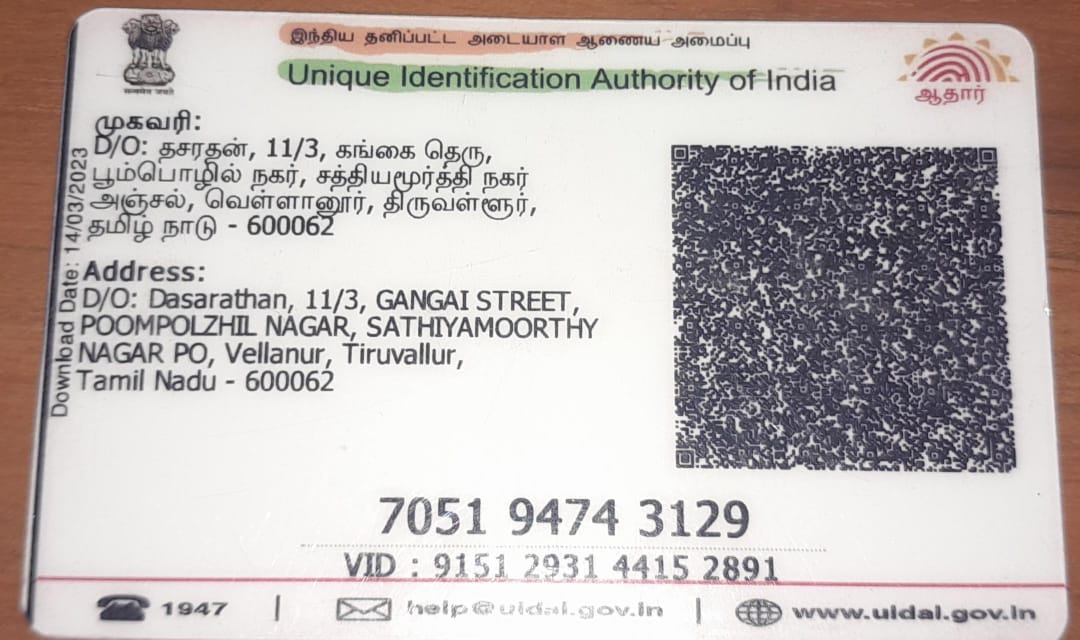 இந்திய தனிப்பட்ட அடையாள ஆணைய அமைப்பு
Unique Identification Authority of India
सत्यमेव जयते
ஆதார்
முகவரி:
D/O: தசரதன், 11/3, கங்கை தெரு,
பூம்பொழில் நகர், சத்தியமூர்த்தி நகர்
அஞ்சல், வெள்ளானூர், திருவள்ளூர்,
தமிழ் நாடு - 600062
Address:
D/O: Dasarathan, 11/3, GANGAI STREET,
POOMPOLZHIL NAGAR, SATHIYAMOORTHY
NAGAR PO, Vellanur, Tiruvallur,
Tamil Nadu - 600062
Download Date: 14/03/2023
7051 9474 3129
VID : 9151 2931 4415 2891
1947 | help@uidai.gov.in | www.uidai.gov.in